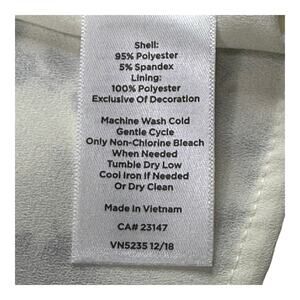 Shell:
95% Polyester
5% Spandex
Lining:
100% Polyester
Exclusive Of Decoration
Machine Wash Cold
Gentle Cycle
Only Non-Chlorine Bleach
When Needed
Tumble Dry Low
Cool Iron If Needed
Or Dry Clean
Made in Vietnam
CA# 23147
VN5235 12/18